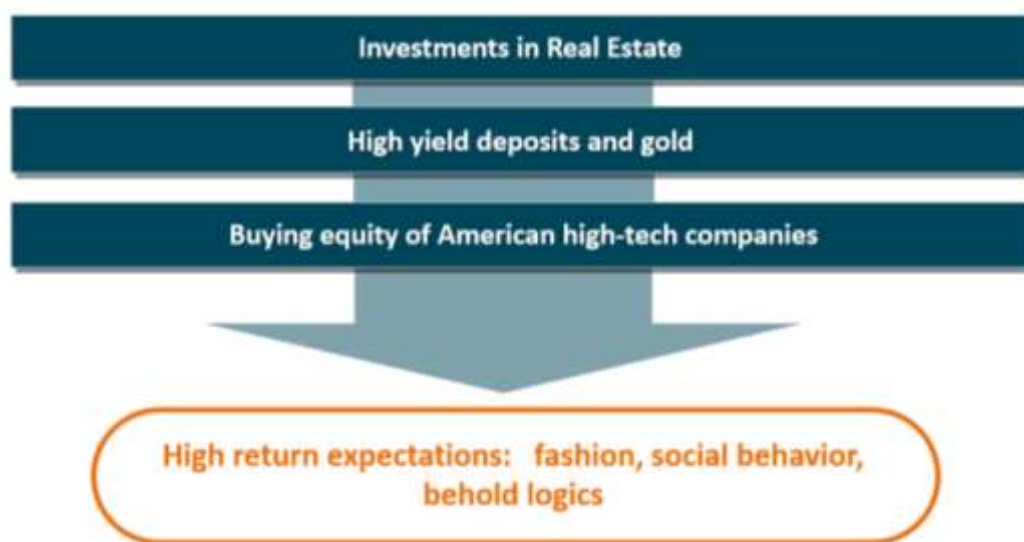 Investments in Real Estate
High yield deposits and gold
Buying equity of American high-tech companies
High return expectations: fashion, social behavior,
behold logics